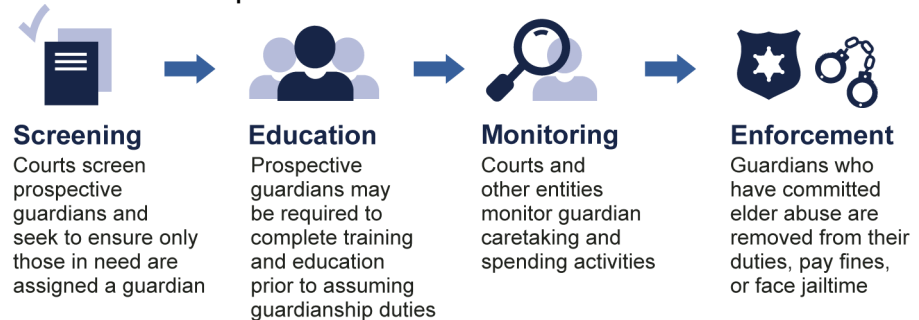 Screening
Courts screen
prospective
guardians and
seek to ensure only
those in need are
assigned a guardian
Education
Prospective
guardians may
be required to
complete training
and education
prior to assuming
guardianship duties
Monitoring
Courts and
other entities
monitor guardian
caretaking and
spending activities
Enforcement
Guardians who
have committed
elder abuse are
removed from their
duties, pay fines,
or face jailtime